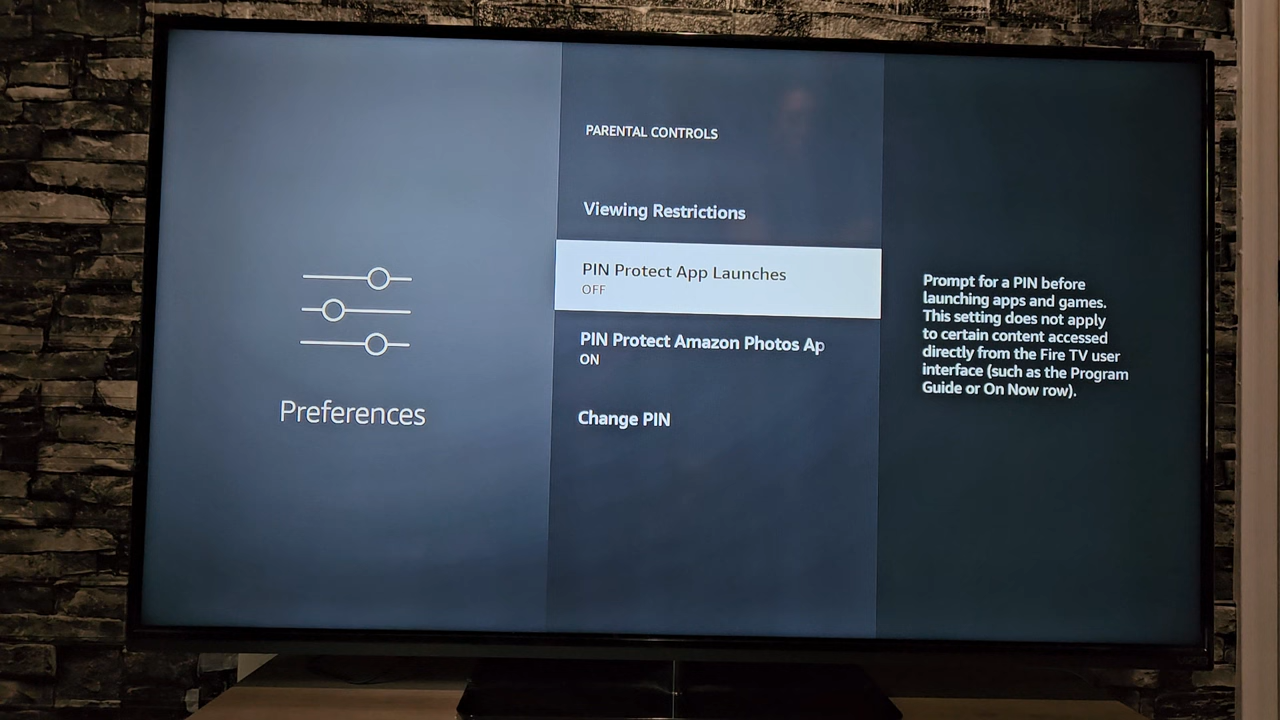 PARENTAL CONTROLS
Viewing Restrictions
PIN Protect App Launches
OFF
PIN Protect Amazon Photos Ap
ON
Change PIN
Preferences
Prompt for a PIN before
launching apps and games.
This setting does not apply
to certain content accessed
directly from the Fire TV user
interface (such as the Program
Guide or On Now row).